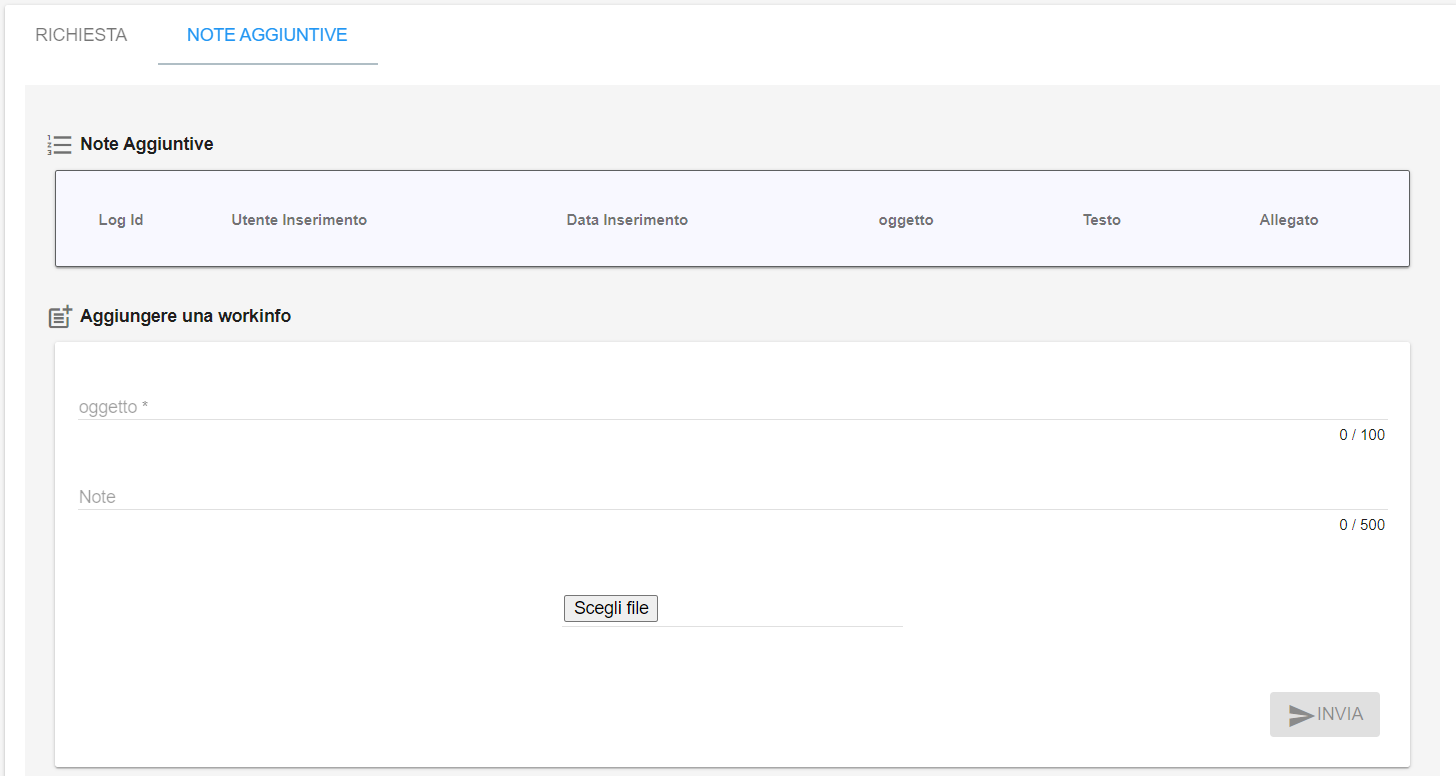 RICHIESTA NOTE AGGIUNTIVE
Note Aggiuntive
Log Id Utente Inserimento Data Inserimento oggetto Testo Allegato
Aggiungere una workinfo
oggetto *
0 / 100
Note
0 / 500
Scegli file
INVIA